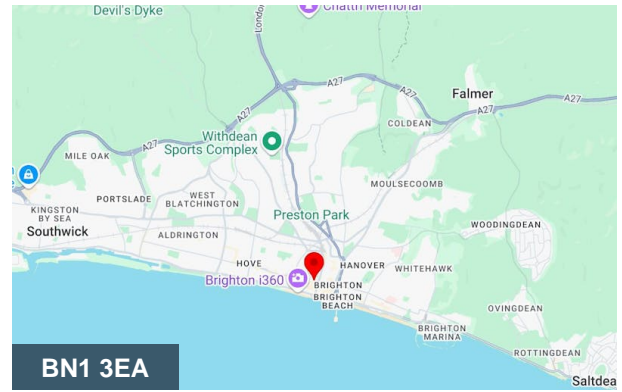 Devil's Dyke
London
Chattri Memorial
A27
A27
Falmer
COLDEAN
Withdean
Sports Complex
A27
A27
MILE OAK
MOULSECOOMB
PORTSLADE
WEST
BLATCHINGTON
KINGSTON
BY SEA
Southwick
Preston Park
WOODINGDEAN
ALDRINGTON
HOVE
HANOVER
WHITEHAWK
Brighton i360
BRIGHTON
BRIGHTON
BEACH
OVINGDEAN
BRIGHTON
MARINA
ROTTINGDEAN
BN1 3EA
Saltdea